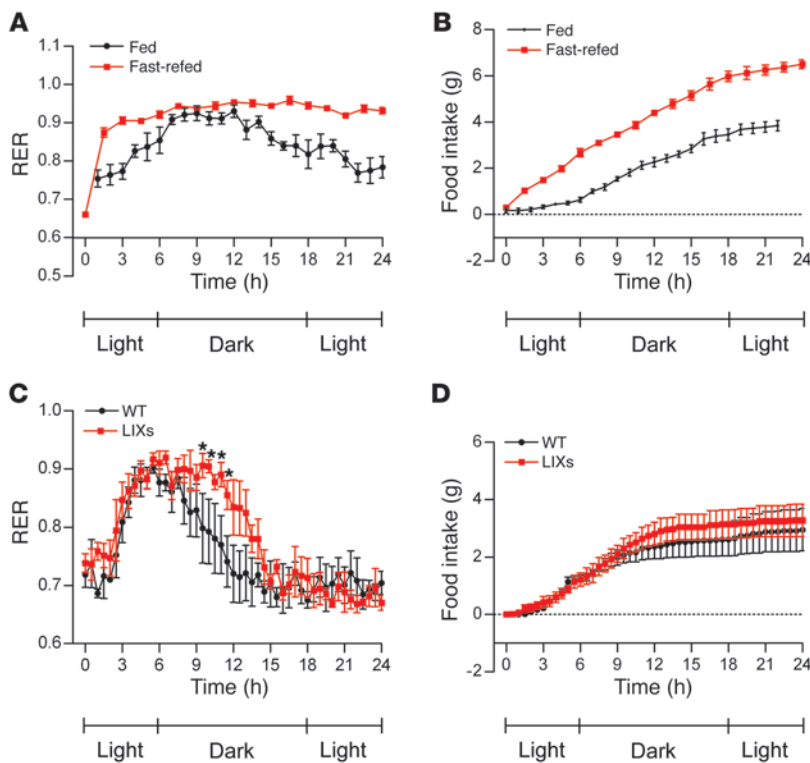 A
Fed
Fast-refed
1.1
1.0
0.9
0.8
0.7
0.6
0.5
RER
0 3 6 9 12 15 18 21 24
Time (h)
Light Dark Light
B
Fed
Fast-refed
8
6
4
2
0
-2
Food intake (g)
0 3 6 9 12 15 18 21 24
Time (h)
Light Dark Light
C
WT
LIXs
1.0
0.9
0.8
0.7
0.6
RER
* * * *
0 3 6 9 12 15 18 21 24
Time (h)
Light Dark Light
D
WT
LIXs
6
4
2
0
-2
Food intake (g)
0 3 6 9 12 15 18 21 24
Time (h)
Light Dark Light